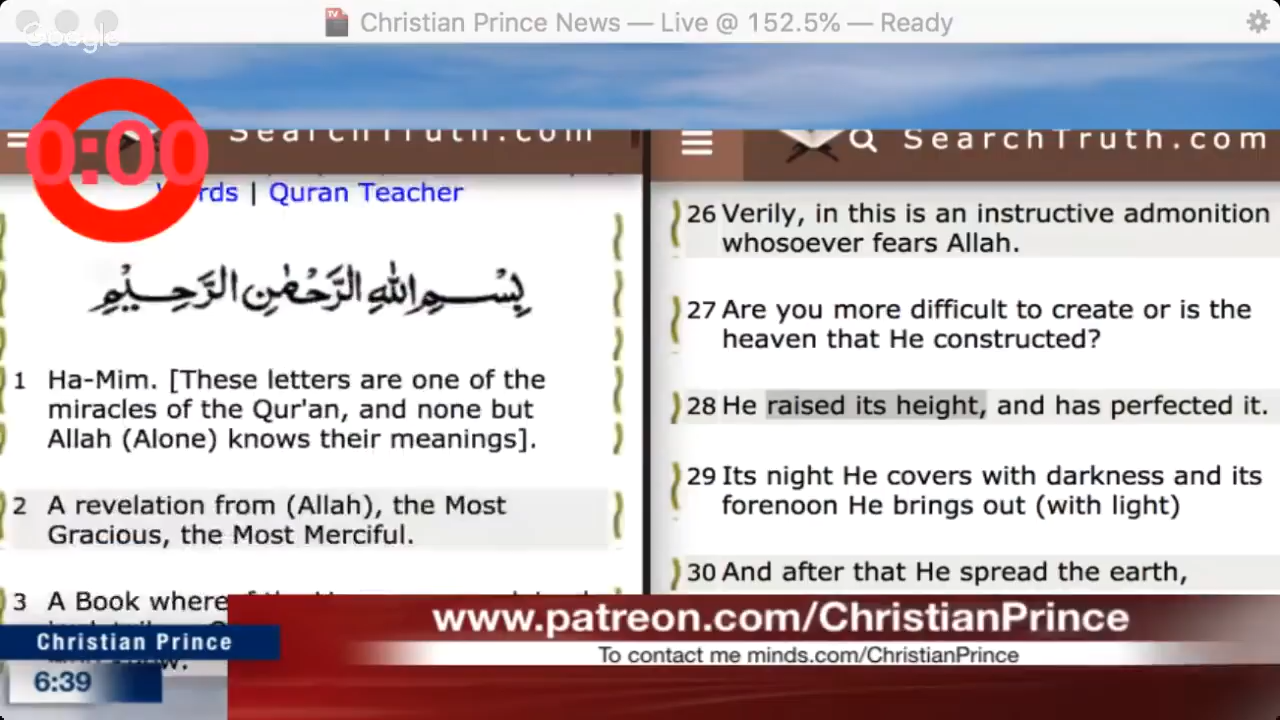 Christian Prince News — Live @ 152.5% — Ready
Google
0:00
SearchTruth.com
Words | Quran Teacher
بِسْمِ اللهِ الرَّحْمٰنِ الرَّحِيْمِ
1 Ha-Mim. [These letters are one of the
miracles of the Qur'an, and none but
Allah (Alone) knows their meanings].
2 A revelation from (Allah), the Most
Gracious, the Most Merciful.
3 A Book where
SearchTruth.com
26 Verily, in this is an instructive admonition
whosoever fears Allah.
27 Are you more difficult to create or is the
heaven that He constructed?
28 He raised its height, and has perfected it.
29 Its night He covers with darkness and its
forenoon He brings out (with light)
30 And after that He spread the earth,
www.patreon.com/ChristianPrince
To contact me minds.com/ChristianPrince
Christian Prince
6:39